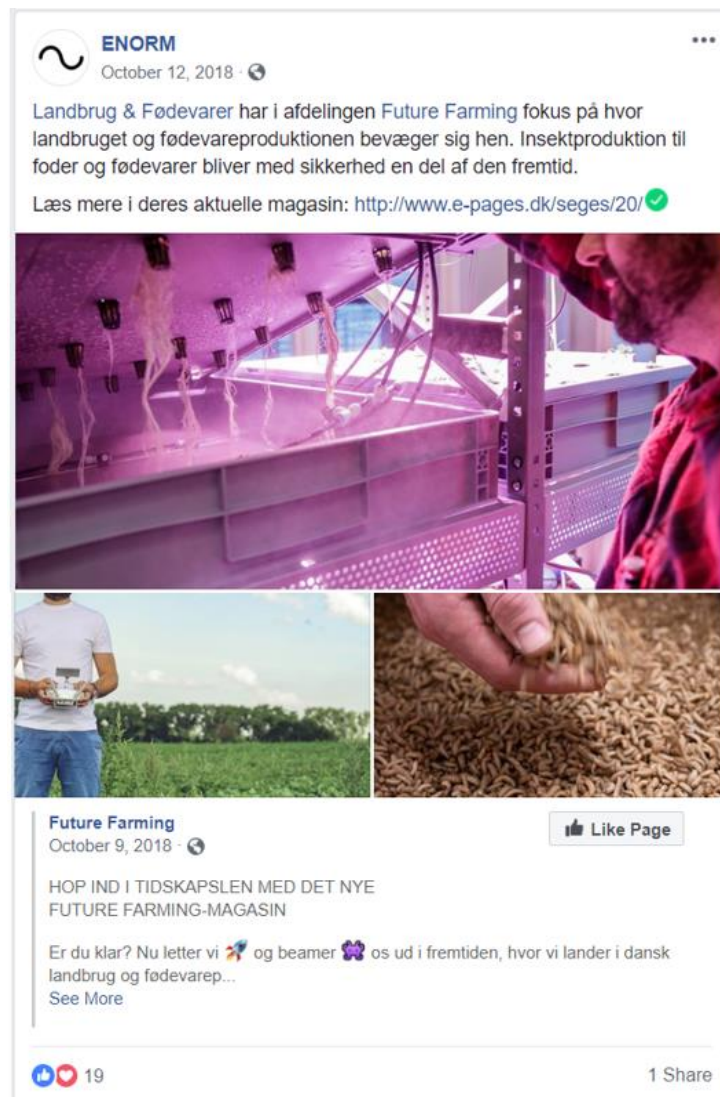 ENORM
October 12, 2018 ·
Landbrug & Fødevarer har i afdelingen Future Farming fokus på hvor
landbruget og fødevareproduktionen bevæger sig hen. Insektproduktion til
foder og fødevarer bliver med sikkerhed en del af den fremtid.
Læs mere i deres aktuelle magasin: http://www.e-pages.dk/seges/20/
Future Farming
Like Page
October 9, 2018 ·
HOP IND I TIDSKAPSLEN MED DET NYE
FUTURE FARMING-MAGASIN
Er du klar? Nu letter vi 🚀 og beamer 👾 os ud i fremtiden, hvor vi lander i dansk
landbrug og fødevarep...
See More
19
1 Share